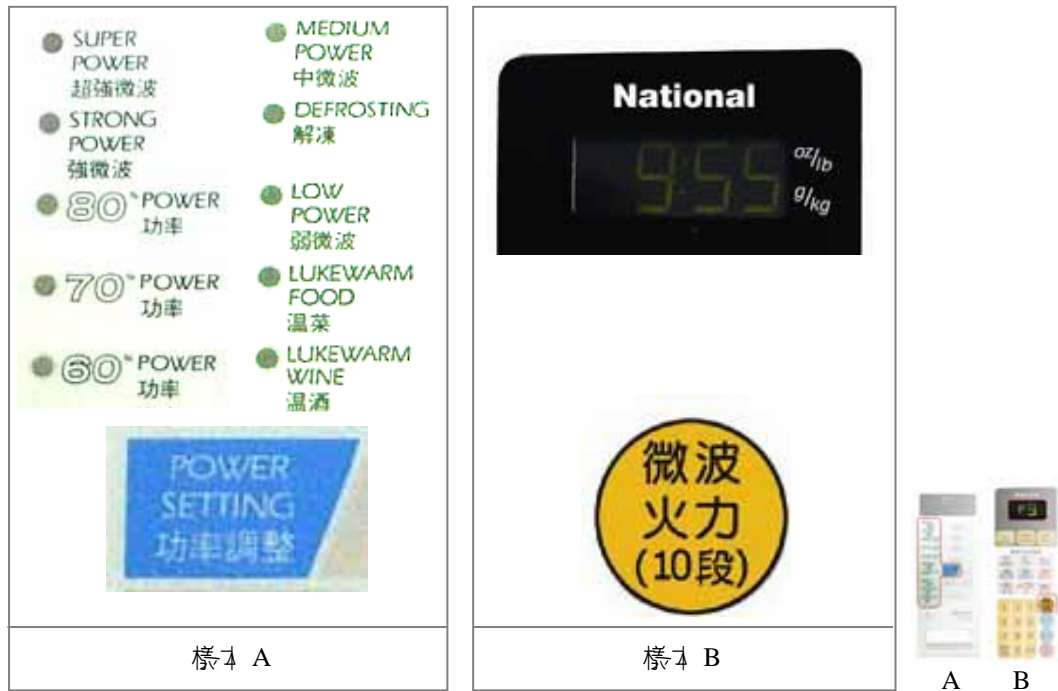 SUPER
POWER
超強微波
STRONG
POWER
強微波
80% POWER
功率
70% POWER
功率
60% POWER
功率
MEDIUM
POWER
中微波
DEFROSTING
解凍
LOW
POWER
弱微波
LUKEWARM
FOOD
温菜
LUKEWARM
WINE
温酒
POWER
SETTING
功率調整
樣本 A
National
9:55
oz/lb
g/kg
微波
火力
(10段)
樣本 B
A
B